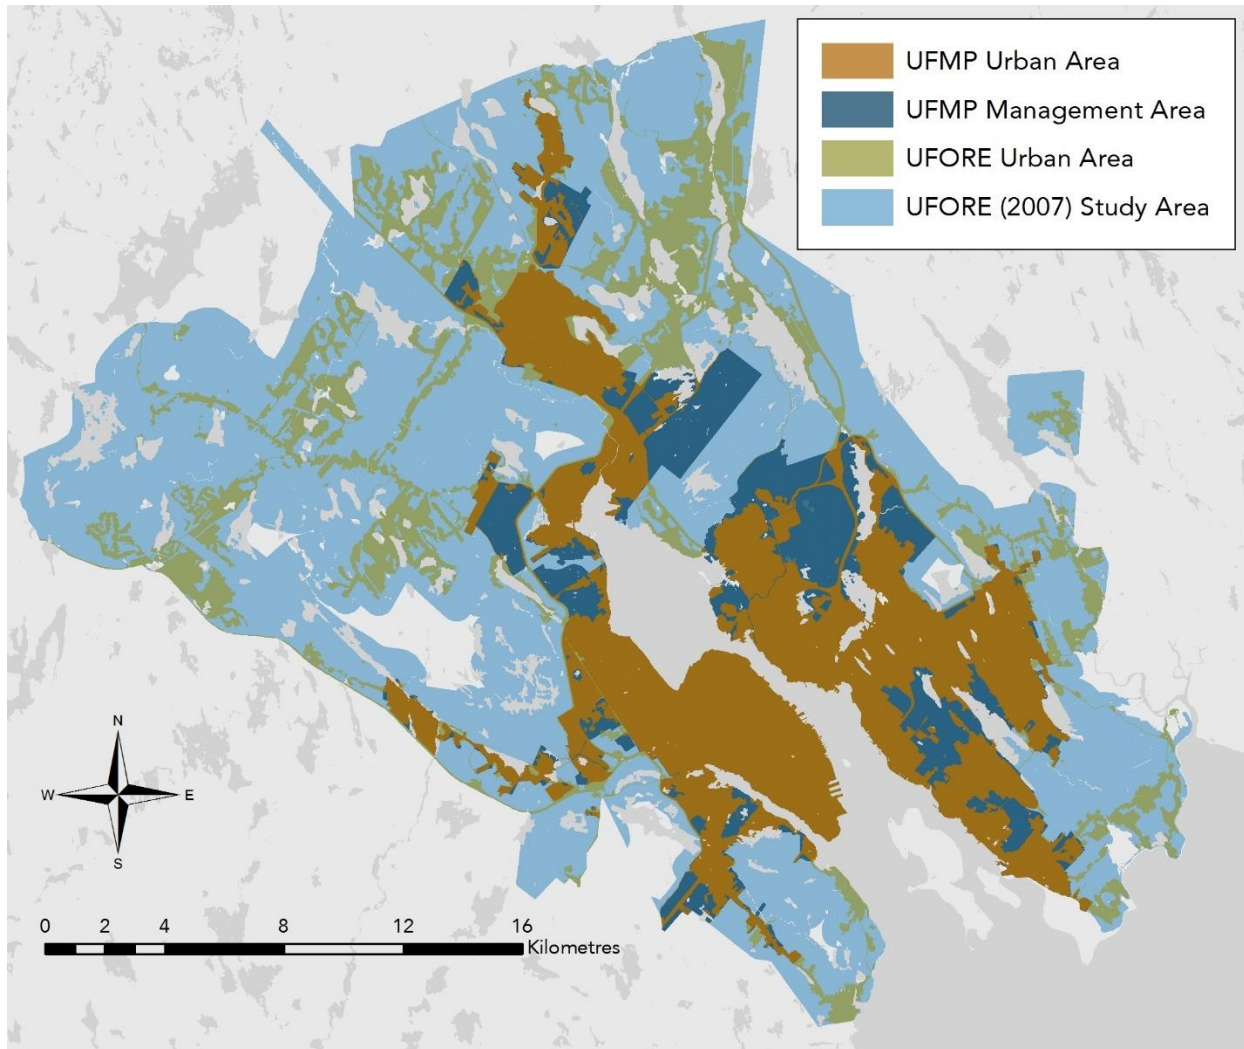 UFMP Urban Area
UFMP Management Area
UFORE Urban Area
UFORE (2007) Study Area
N
W E
S
0 2 4 8 12 16
Kilometres